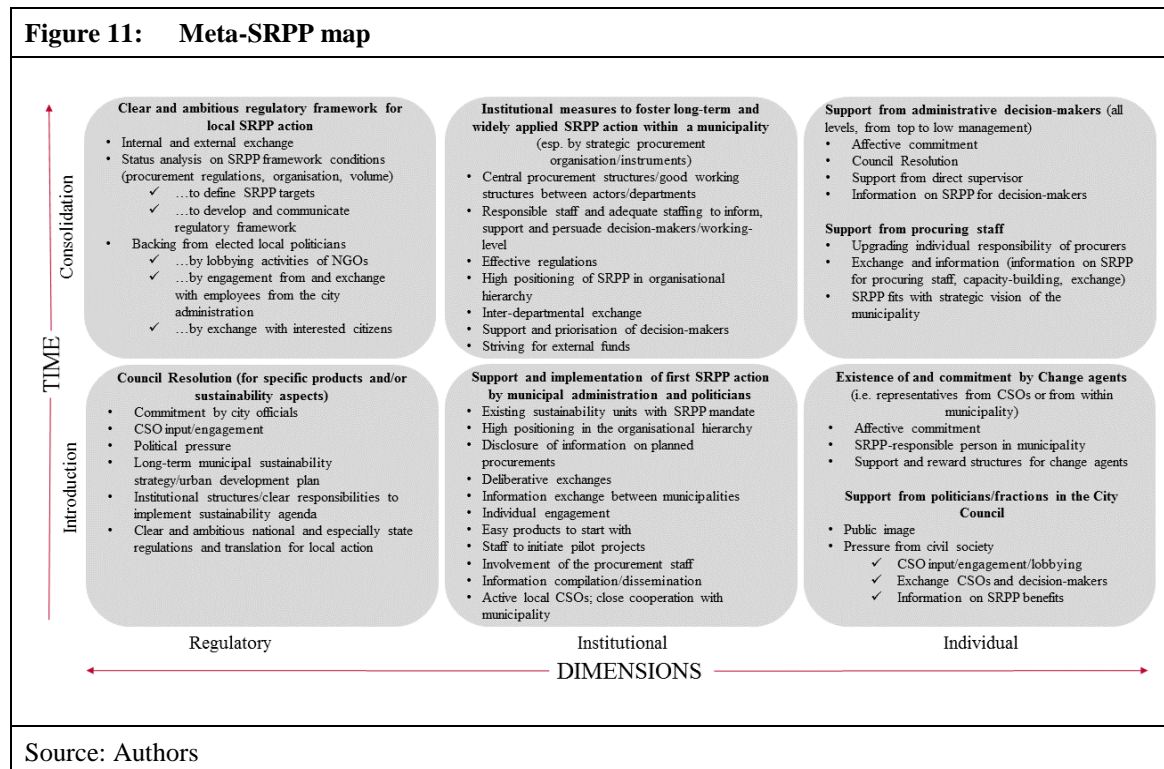 Figure 11: Meta-SRPP map
TIME
Consolidation
Clear and ambitious regulatory framework for
local SRPP action
• Internal and external exchange
• Status analysis on SRPP framework conditions
(procurement regulations, organisation, volume)
✓ …to define SRPP targets
✓ …to develop and communicate
regulatory framework
• Backing from elected local politicians
✓ …by lobbying activities of NGOs
✓ …by engagement from and exchange
with employees from the city
administration
✓ …by exchange with interested citizens
Institutional measures to foster long-term and
widely applied SRPP action within a municipality
(esp. by strategic procurement
organisation/instruments)
• Central procurement structures/good working
structures between actors/departments
• Responsible staff and adequate staffing to inform,
support and persuade decision-makers/working-
level
• Effective regulations
• High positioning of SRPP in organisational
hierarchy
• Inter-departmental exchange
• Support and priorisation of decision-makers
• Striving for external funds
Support from administrative decision-makers (all
levels, from top to low management)
• Affective commitment
• Council Resolution
• Support from direct supervisor
• Information on SRPP for decision-makers
Support from procuring staff
• Upgrading individual responsibility of procurers
• Exchange and information (information on SRPP
for procuring staff, capacity-building, exchange)
• SRPP fits with strategic vision of the
municipality
Introduction
Council Resolution (for specific products and/or
sustainability aspects)
• Commitment by city officials
• CSO input/engagement
• Political pressure
• Long-term municipal sustainability
strategy/urban development plan
• Institutional structures/clear responsibilities to
implement sustainability agenda
• Clear and ambitious national and especially state
regulations and translation for local action
Support and implementation of first SRPP action
by municipal administration and politicians
• Existing sustainability units with SRPP mandate
• High positioning in the organisational hierarchy
• Disclosure of information on planned
procurements
• Deliberative exchanges
• Information exchange between municipalities
• Individual engagement
• Easy products to start with
• Staff to initiate pilot projects
• Involvement of the procurement staff
• Information compilation/dissemination
• Active local CSOs; close cooperation with
municipality
Existence of and commitment by Change agents
(i.e. representatives from CSOs or from within
municipality)
• Affective commitment
• SRPP-responsible person in municipality
• Support and reward structures for change agents
Support from politicians/fractions in the City
Council
• Public image
• Pressure from civil society
✓ CSO input/engagement/lobbying
✓ Exchange CSOs and decision-makers
✓ Information on SRPP benefits
Regulatory
Institutional
Individual
DIMENSIONS
Source: Authors